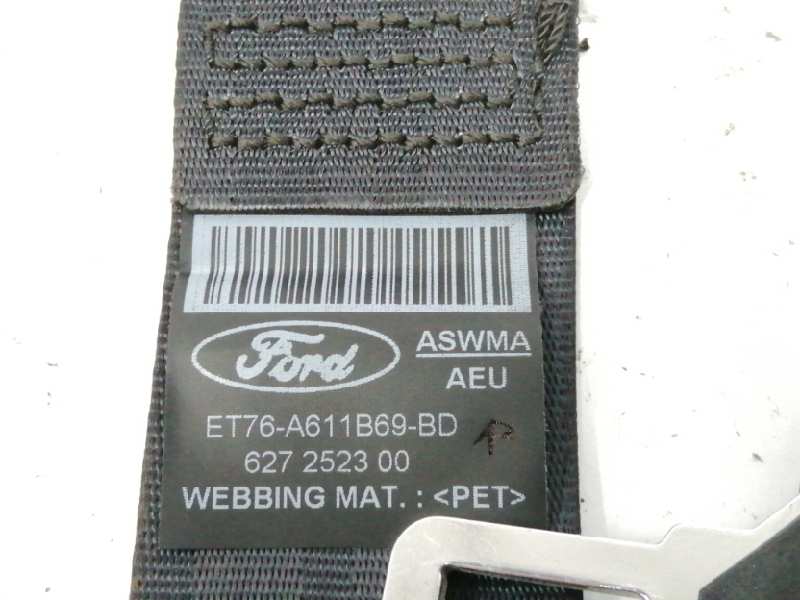 Ford
ASWMA
AEU
ET76-A611B69-BD
627 2523 00
WEBBING MAT. : <PET>